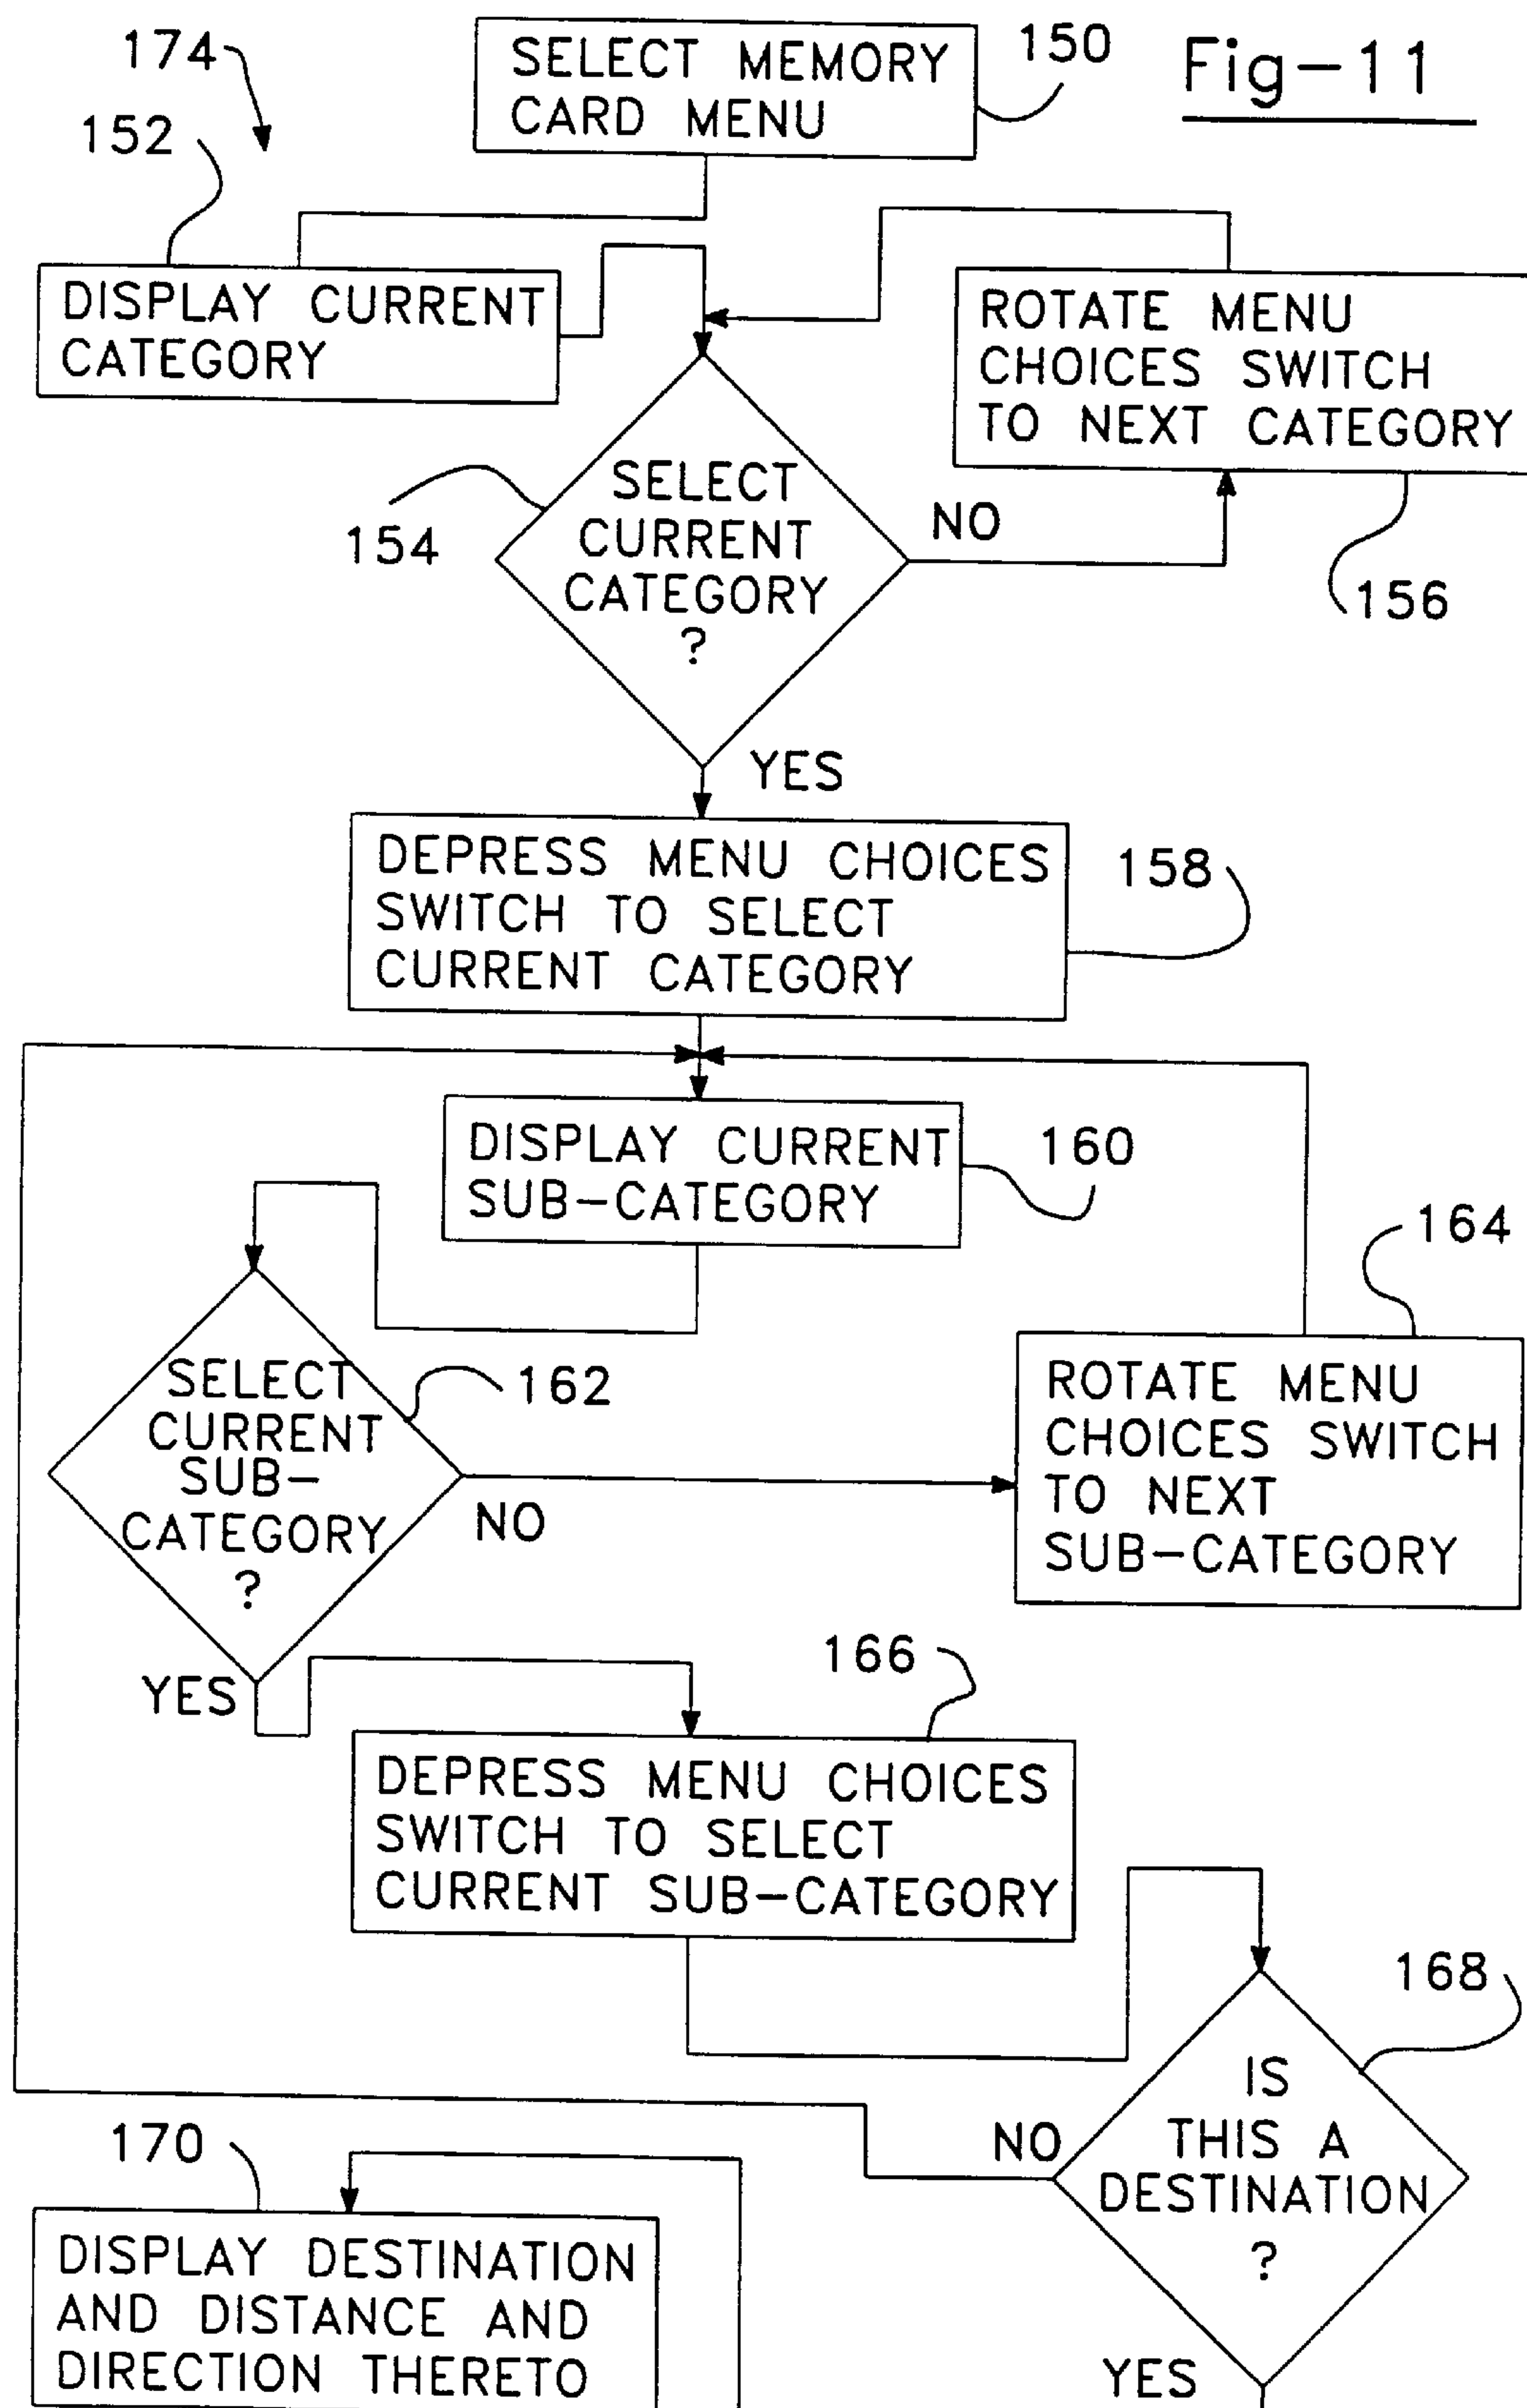 174
SELECT MEMORY
CARD MENU
150
Fig-11
152
DISPLAY CURRENT
CATEGORY
ROTATE MENU
CHOICES SWITCH
TO NEXT CATEGORY
SELECT
CURRENT
CATEGORY
?
154
NO
156
YES
DEPRESS MENU CHOICES
SWITCH TO SELECT
CURRENT CATEGORY
158
DISPLAY CURRENT
SUB-CATEGORY
160
164
SELECT
CURRENT
SUB-
CATEGORY
?
162
NO
ROTATE MENU
CHOICES SWITCH
TO NEXT
SUB-CATEGORY
YES
166
DEPRESS MENU CHOICES
SWITCH TO SELECT
CURRENT SUB-CATEGORY
168
IS
THIS A
DESTINATION
?
NO
170
DISPLAY DESTINATION
AND DISTANCE AND
DIRECTION THERETO
YES